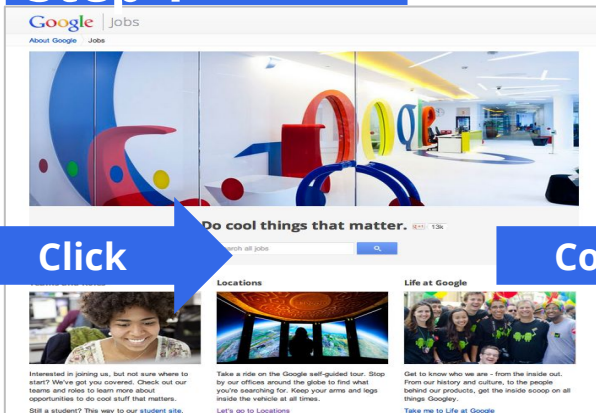 Google Jobs
About Google Jobs
Google
Do cool things that matter. 13k
search all jobs
Click
Co
Locations
Life at Google
Interested in joining us, but not sure where to
start? We've got you covered. Check out our
teams and roles to learn more about
opportunities to do cool stuff that matters.
Still a student? This way to our student site.
Take a ride on the Google self-guided tour. Stop
by our offices around the globe to find what
you're searching for. Keep your arms and legs
inside the vehicle at all times.
Let's go to Locations
Get to know who we are - from the inside out.
From our history and culture, to the people
behind our products, get the inside scoop on all
things Googley.
Take me to Life at Google